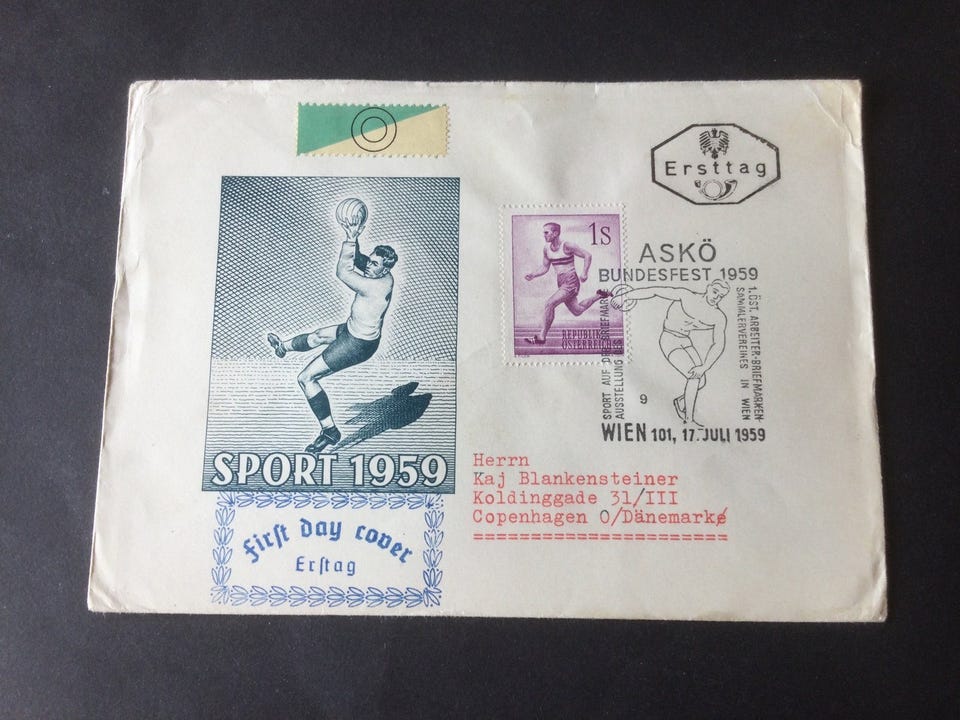 Ersttag
1S
REPUBLIK
ÖSTERREICH
ASKÖ
BUNDESFEST 1959
SPORT AUF DER BRIEFMARKE
AUSSTELLUNG
1. ÖST. ARBEITER-BRIEFMARKEN-
SAMMLERVEREINES IN WIEN
9
WIEN 101, 17. JULI 1959
SPORT 1959
First day cover
Erstag
Herrn
Kaj Blankensteiner
Koldinggade 31/III
Copenhagen O/Dänemark